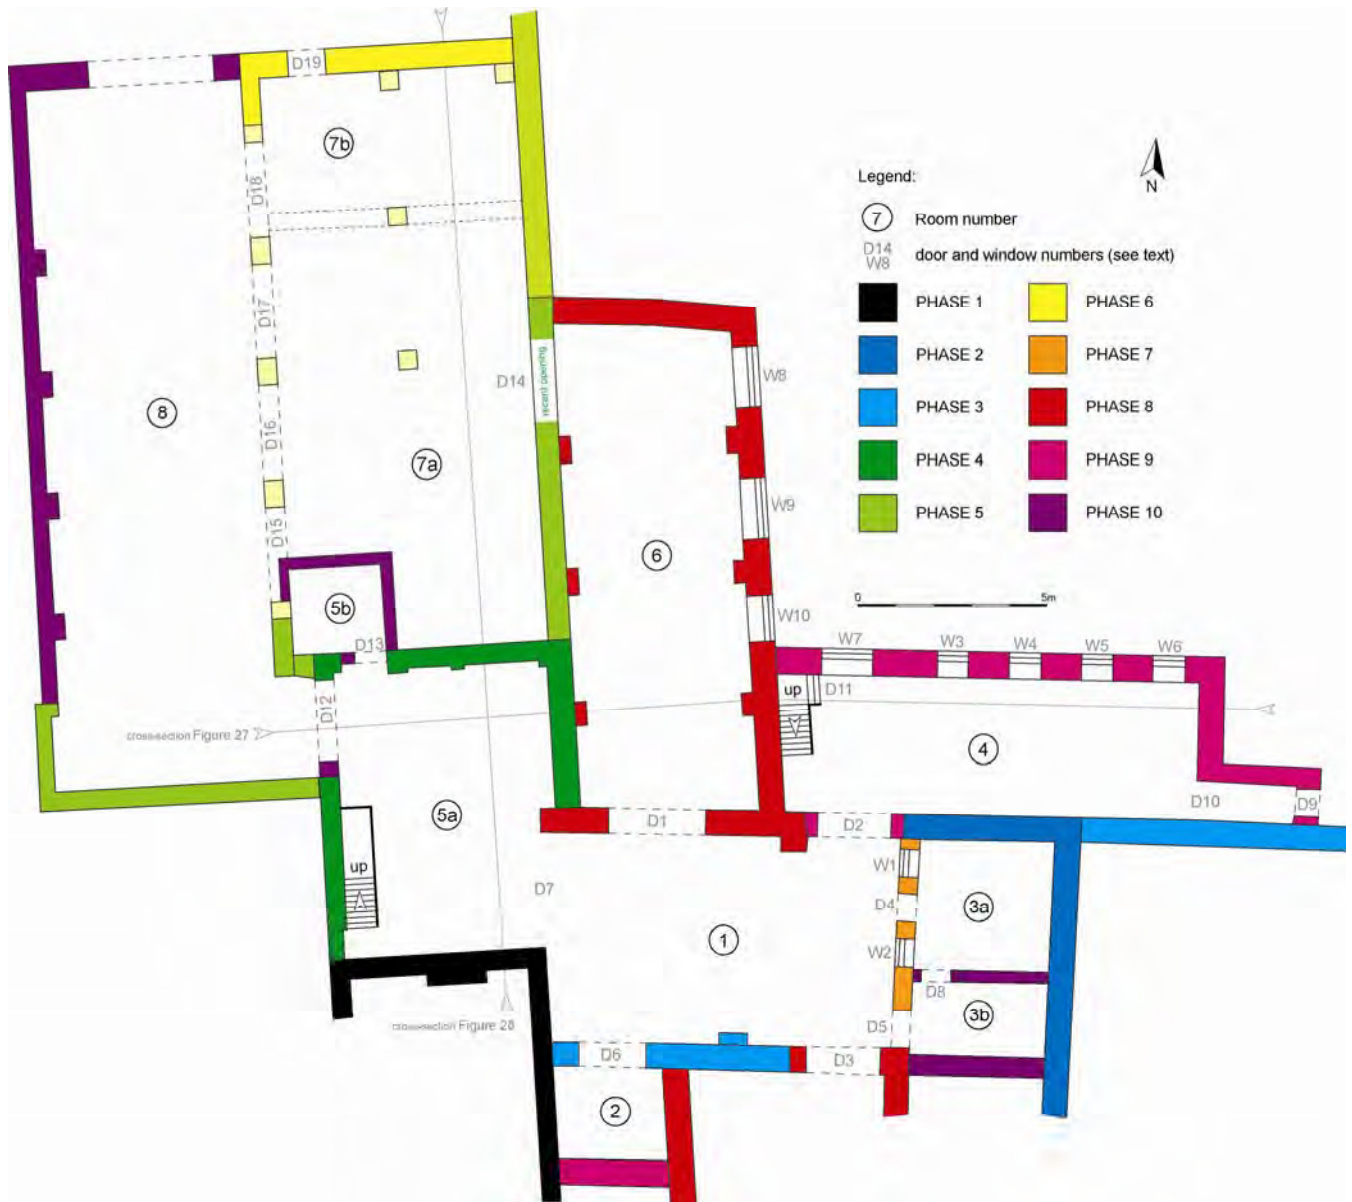 D19
7b
D18
D17
D16
D15
8
7a
D14
recent opening
W8
W9
W10
6
5b
D13
D12
cross-section Figure 27
5a
up
D7
cross-section Figure 28
D1
D2
W7
W3
W4
W5
W6
up
D11
4
D10
D9
W1
D4
W2
D5
3a
D8
3b
1
D6
D3
2
Legend:
7 Room number
D14
W8
door and window numbers (see text)
PHASE 1
PHASE 2
PHASE 3
PHASE 4
PHASE 5
PHASE 6
PHASE 7
PHASE 8
PHASE 9
PHASE 10
N
0 5m